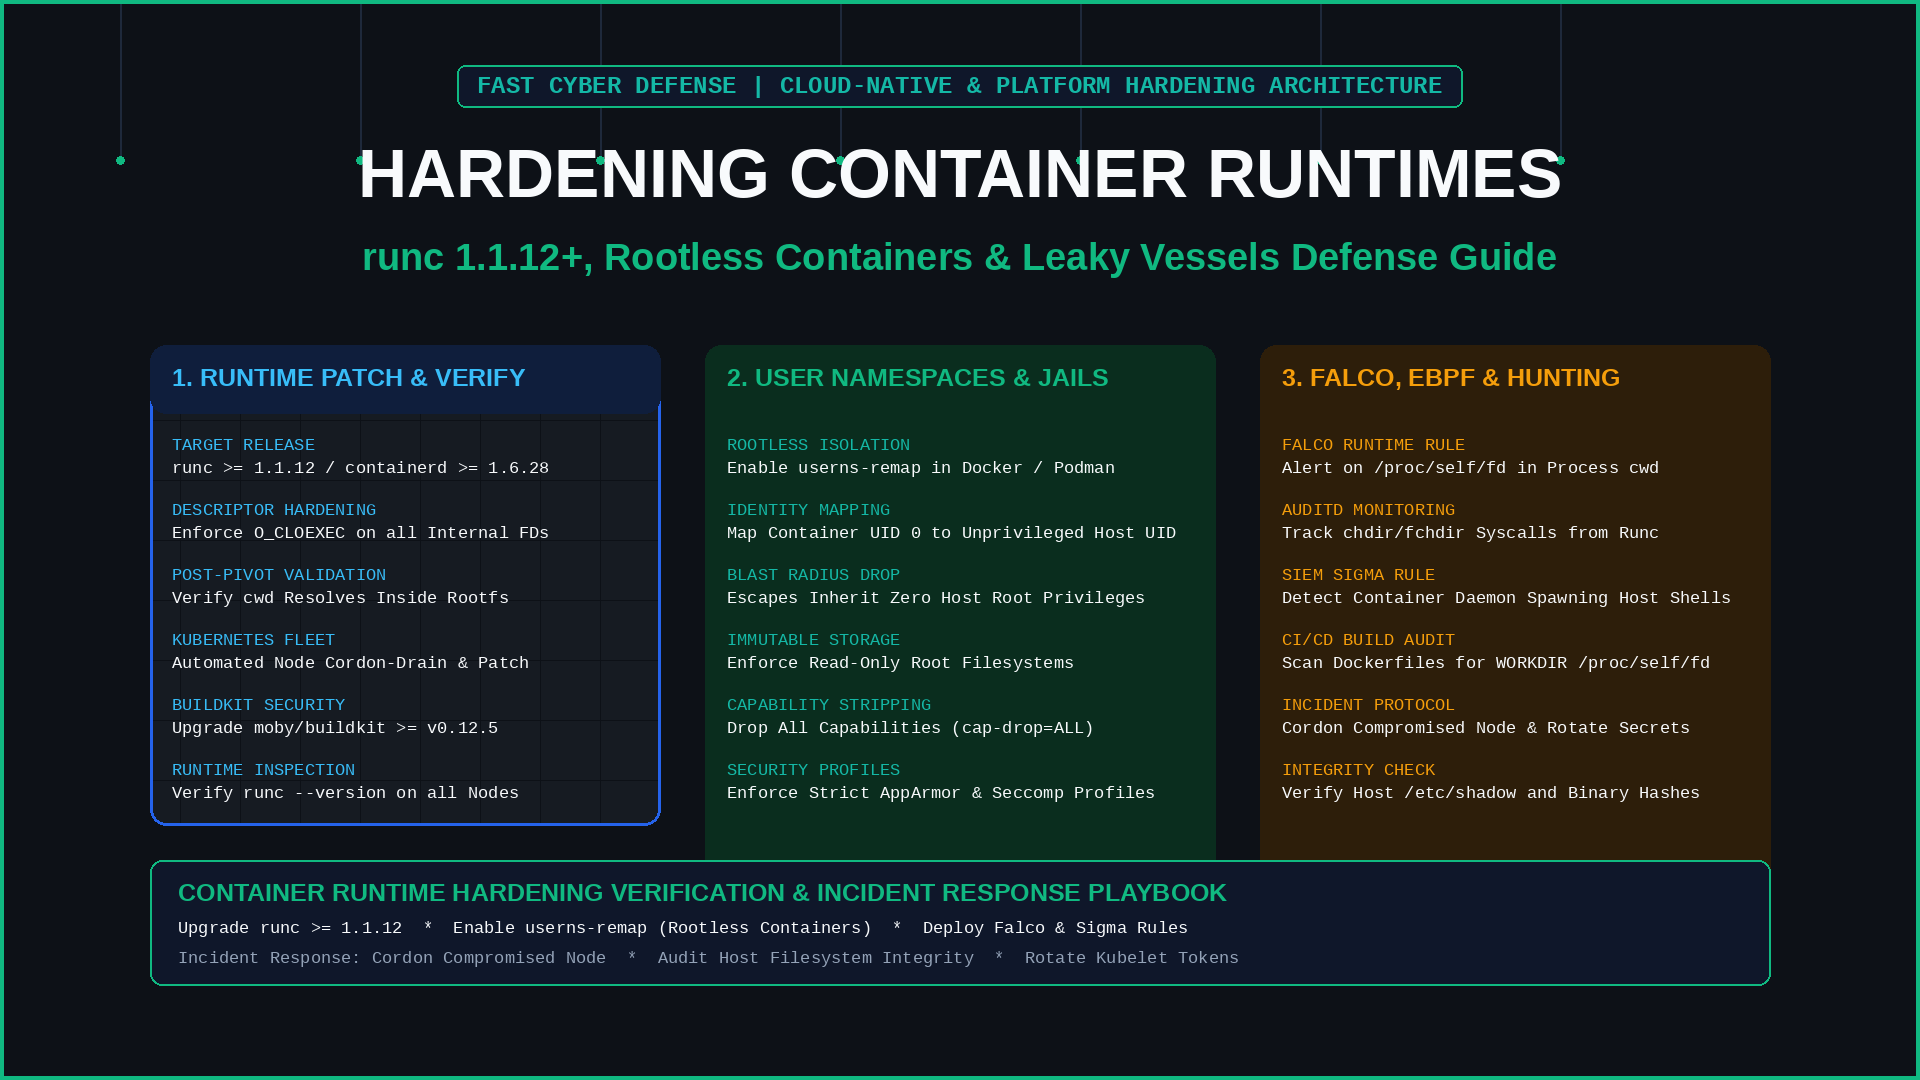 FAST CYBER DEFENSE | CLOUD-NATIVE & PLATFORM HARDENING ARCHITECTURE
HARDENING CONTAINER RUNTIMES
runc 1.1.12+, Rootless Containers & Leaky Vessels Defense Guide
1. RUNTIME PATCH & VERIFY
TARGET RELEASE
runc >= 1.1.12 / containerd >= 1.6.28
DESCRIPTOR HARDENING
Enforce O_CLOEXEC on all Internal FDs
POST-PIVOT VALIDATION
Verify cwd Resolves Inside Rootfs
KUBERNETES FLEET
Automated Node Cordon-Drain & Patch
BUILDKIT SECURITY
Upgrade moby/buildkit >= v0.12.5
RUNTIME INSPECTION
Verify runc --version on all Nodes
2. USER NAMESPACES & JAILS
ROOTLESS ISOLATION
Enable userns-remap in Docker / Podman
IDENTITY MAPPING
Map Container UID 0 to Unprivileged Host UID
BLAST RADIUS DROP
Escapes Inherit Zero Host Root Privileges
IMMUTABLE STORAGE
Enforce Read-Only Root Filesystems
CAPABILITY STRIPPING
Drop All Capabilities (cap-drop=ALL)
SECURITY PROFILES
Enforce Strict AppArmor & Seccomp Profiles
3. FALCO, EBPF & HUNTING
FALCO RUNTIME RULE
Alert on /proc/self/fd in Process cwd
AUDITD MONITORING
Track chdir/fchdir Syscalls from Runc
SIEM SIGMA RULE
Detect Container Daemon Spawning Host Shells
CI/CD BUILD AUDIT
Scan Dockerfiles for WORKDIR /proc/self/fd
INCIDENT PROTOCOL
Cordon Compromised Node & Rotate Secrets
INTEGRITY CHECK
Verify Host /etc/shadow and Binary Hashes
CONTAINER RUNTIME HARDENING VERIFICATION & INCIDENT RESPONSE PLAYBOOK
Upgrade runc >= 1.1.12 * Enable userns-remap (Rootless Containers) * Deploy Falco & Sigma Rules
Incident Response: Cordon Compromised Node * Audit Host Filesystem Integrity * Rotate Kubelet Tokens